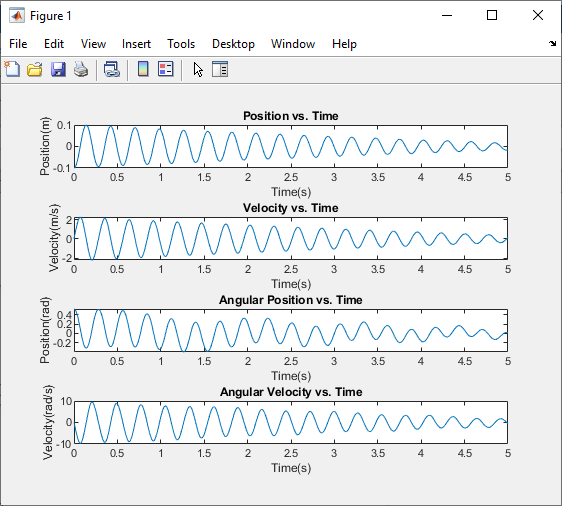 Figure 1
File Edit View Insert Tools Desktop Window Help
Position vs. Time
Position(m)
0.1
0
-0.1
0 0.5 1 1.5 2 2.5 3 3.5 4 4.5 5
Time(s)
Velocity vs. Time
Velocity(m/s)
2
0
-2
0 0.5 1 1.5 2 2.5 3 3.5 4 4.5 5
Time(s)
Angular Position vs. Time
Position(rad)
0.4
0.2
0
-0.2
0 0.5 1 1.5 2 2.5 3 3.5 4 4.5 5
Time(s)
Angular Velocity vs. Time
Velocity(rad/s)
10
0
-10
0 0.5 1 1.5 2 2.5 3 3.5 4 4.5 5
Time(s)